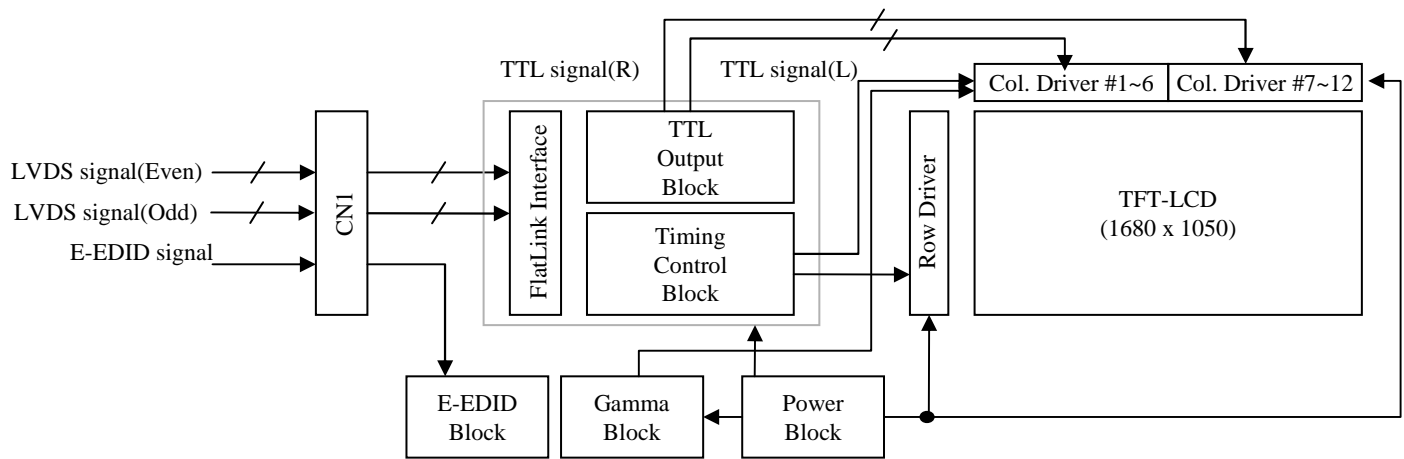 TTL signal(R)
TTL signal(L)
Col. Driver #1~6
Col. Driver #7~12
LVDS signal(Even)
LVDS signal(Odd)
E-EDID signal
CN1
FlatLink Interface
TTL
Output
Block
Timing
Control
Block
Row Driver
TFT-LCD
(1680 x 1050)
E-EDID
Block
Gamma
Block
Power
Block